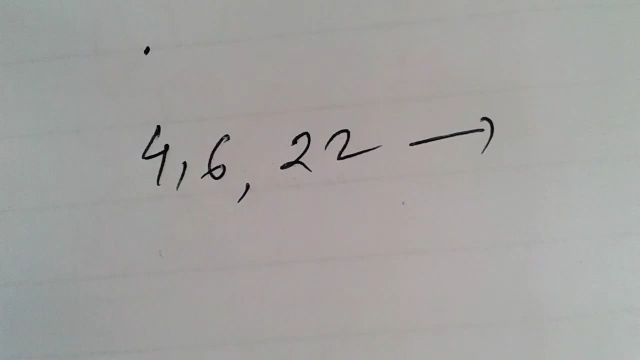 4, 6, 22 →